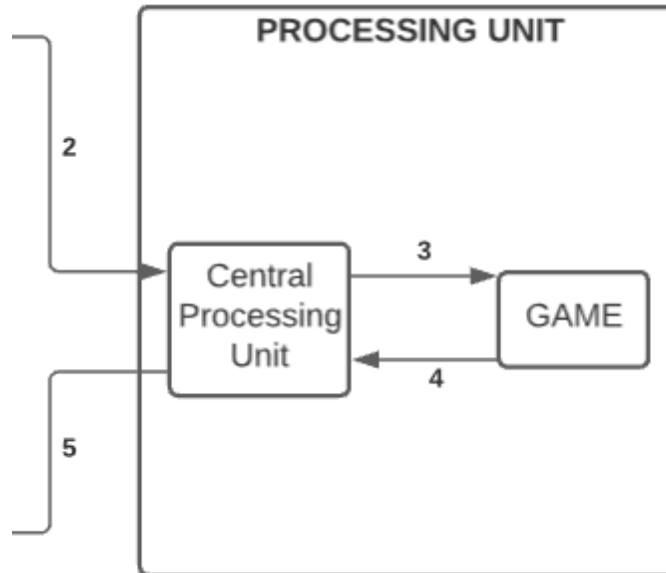 PROCESSING UNIT
2
3
Central
Processing
Unit
GAME
4
5